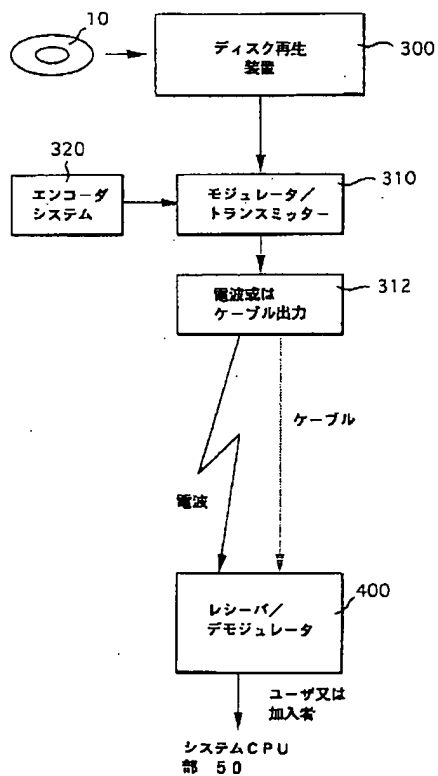 10
ディスク再生
装置
300
320
エンコーダ
システム
モジュレータ/
トランスミッター
310
電波或は
ケーブル出力
312
ケーブル
電波
レシーバ/
デモジュレータ
400
ユーザ又は
加入者
システムCPU
部 50